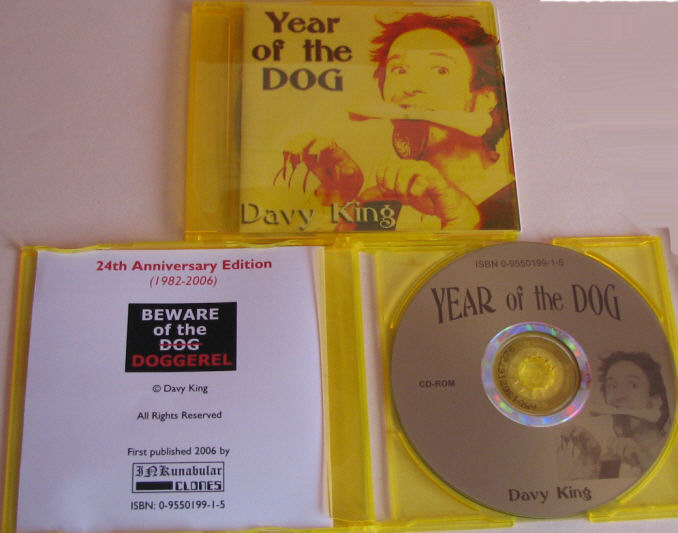 Year
of the
DOG
Davy King
24th Anniversary Edition
(1982-2006)
BEWARE
of the
DOG
DOGGEREL
© Davy King
All Rights Reserved
First published 2006 by
INKunabular
CLONES
ISBN: 0-9550199-1-5
ISBN 0-9550199-1-5
YEAR of the DOG
CD-ROM
Davy King